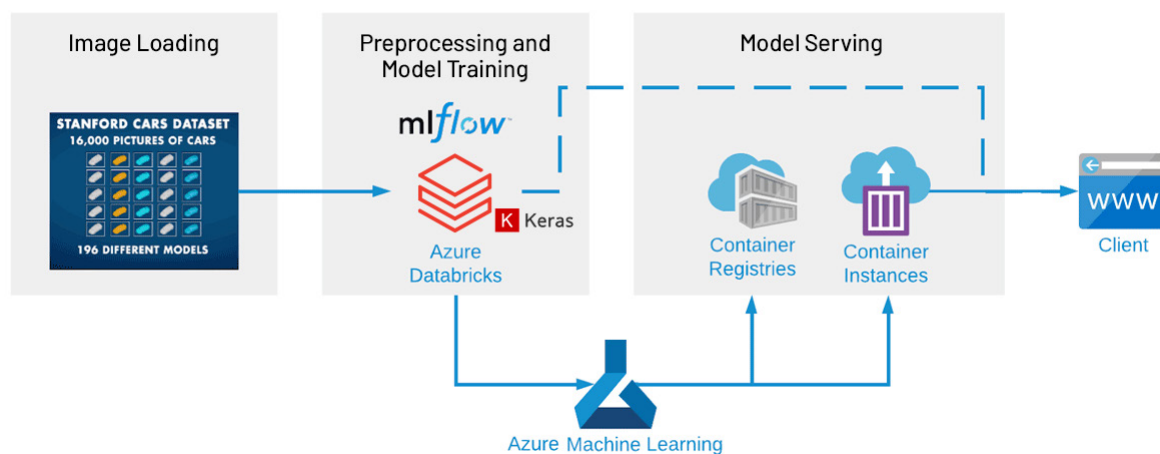 Image Loading
STANFORD CARS DATASET
16,000 PICTURES OF CARS
196 DIFFERENT MODELS
Preprocessing and
Model Training
mlflow™
K Keras
Azure
Databricks
Model Serving
Container
Registries
Container
Instances
www
Client
Azure Machine Learning